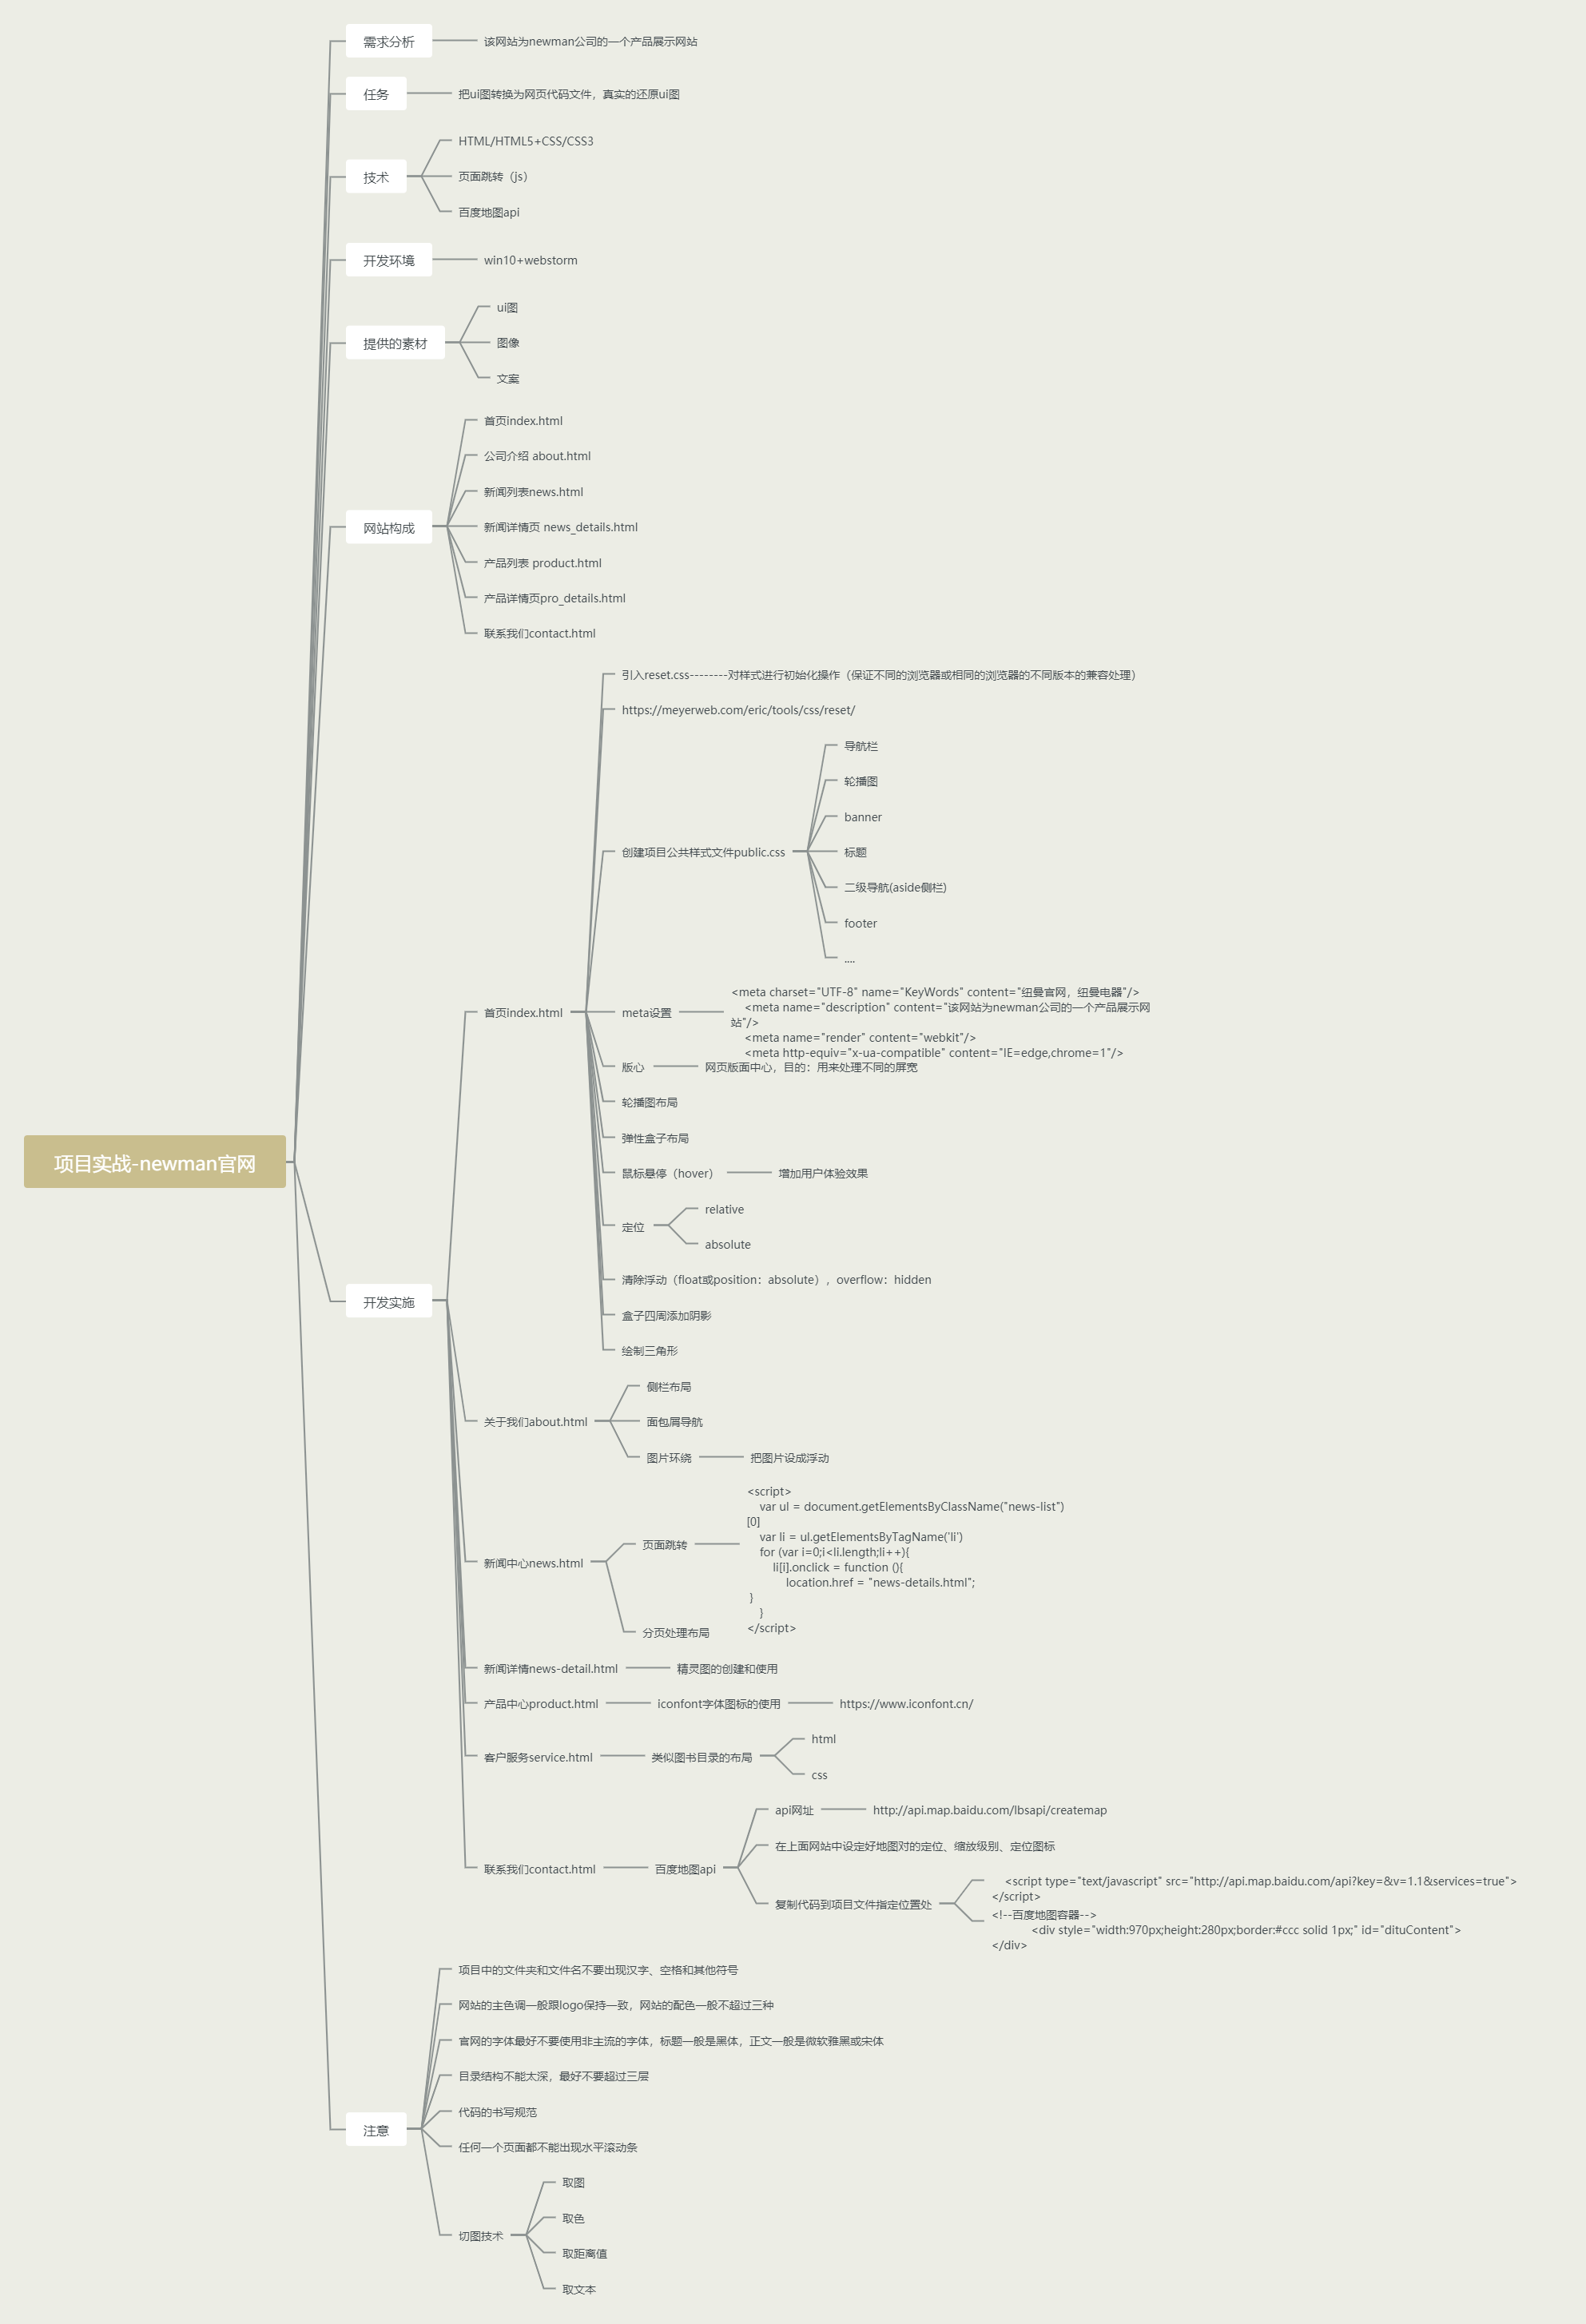 项目实战-newman官网
需求分析
该网站为newman公司的一个产品展示网站
任务
把ui图转换为网页代码文件，真实的还原ui图
技术
HTML/HTML5+CSS/CSS3
页面跳转（js）
百度地图api
开发环境
win10+webstorm
提供的素材
ui图
图像
文案
网站构成
首页index.html
公司介绍 about.html
新闻列表news.html
新闻详情页 news_details.html
产品列表 product.html
产品详情页pro_details.html
联系我们contact.html
开发实施
首页index.html
引入reset.css--------对样式进行初始化操作（保证不同的浏览器或相同的浏览器的不同版本的兼容处理）
https://meyerweb.com/eric/tools/css/reset/
创建项目公共样式文件public.css
导航栏
轮播图
banner
标题
二级导航(aside侧栏)
footer
....
meta设置
<meta charset="UTF-8" name="KeyWords" content="纽曼官网，纽曼电器"/>
<meta name="description" content="该网站为newman公司的一个产品展示网
站"/>
<meta name="render" content="webkit"/>
<meta http-equiv="x-ua-compatible" content="IE=edge,chrome=1"/>
版心
网页版面中心，目的：用来处理不同的屏宽
轮播图布局
弹性盒子布局
鼠标悬停（hover）
增加用户体验效果
定位
relative
absolute
清除浮动（float或position：absolute），overflow：hidden
盒子四周添加阴影
绘制三角形
关于我们about.html
侧栏布局
面包屑导航
图片环绕
把图片设成浮动
新闻中心news.html
页面跳转
<script>
var ul = document.getElementsByClassName("news-list")
[0]
var li = ul.getElementsByTagName('li')
for (var i=0;i<li.length;li++){
li[i].onclick = function (){
location.href = "news-details.html";
}
}
</script>
分页处理布局
新闻详情news-detail.html
精灵图的创建和使用
产品中心product.html
iconfont字体图标的使用
https://www.iconfont.cn/
客户服务service.html
类似图书目录的布局
html
css
联系我们contact.html
百度地图api
api网址
http://api.map.baidu.com/lbsapi/createmap
在上面网站中设定好地图对的定位、缩放级别、定位图标
复制代码到项目文件指定位置处
<script type="text/javascript" src="http://api.map.baidu.com/api?key=&v=1.1&services=true">
</script>
<!--百度地图容器-->
<div style="width:970px;height:280px;border:#ccc solid 1px;" id="dituContent">
</div>
注意
项目中的文件夹和文件名不要出现汉字、空格和其他符号
网站的主色调一般跟logo保持一致，网站的配色一般不超过三种
官网的字体最好不要使用非主流的字体，标题一般是黑体，正文一般是微软雅黑或宋体
目录结构不能太深，最好不要超过三层
代码的书写规范
任何一个页面都不能出现水平滚动条
切图技术
取图
取色
取距离值
取文本